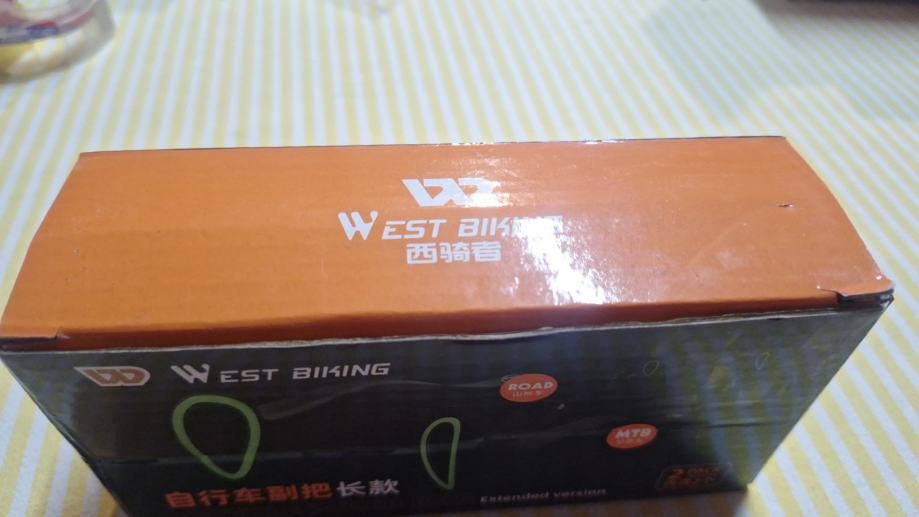 WEST BIKING
西骑者
WEST BIKING
ROAD
MTB
自行车副把 长款
Extended version